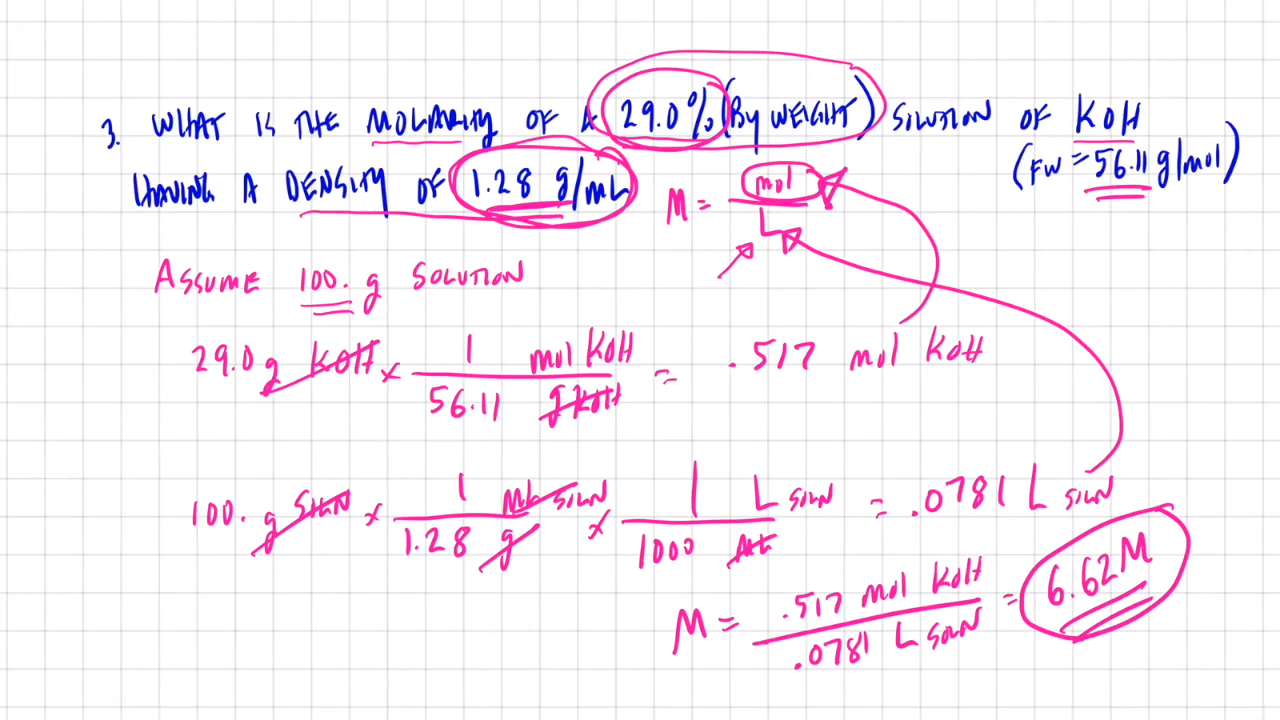 3. WHAT IS THE MOLARITY OF A 29.0% (BY WEIGHT) SOLUTION OF KOH
HAVING A DENSITY OF 1.28 g/mL
(FW = 56.11 g/mol)
M = mol / L
ASSUME 100. g SOLUTION
29.0 g KOH x 1 mol KOH / 56.11 g KOH = .517 mol KOH
100. g SOLN x 1 mL SOLN / 1.28 g x 1 L SOLN / 1000 mL = .0781 L SOLN
M = .517 mol KOH / .0781 L SOLN = 6.62 M